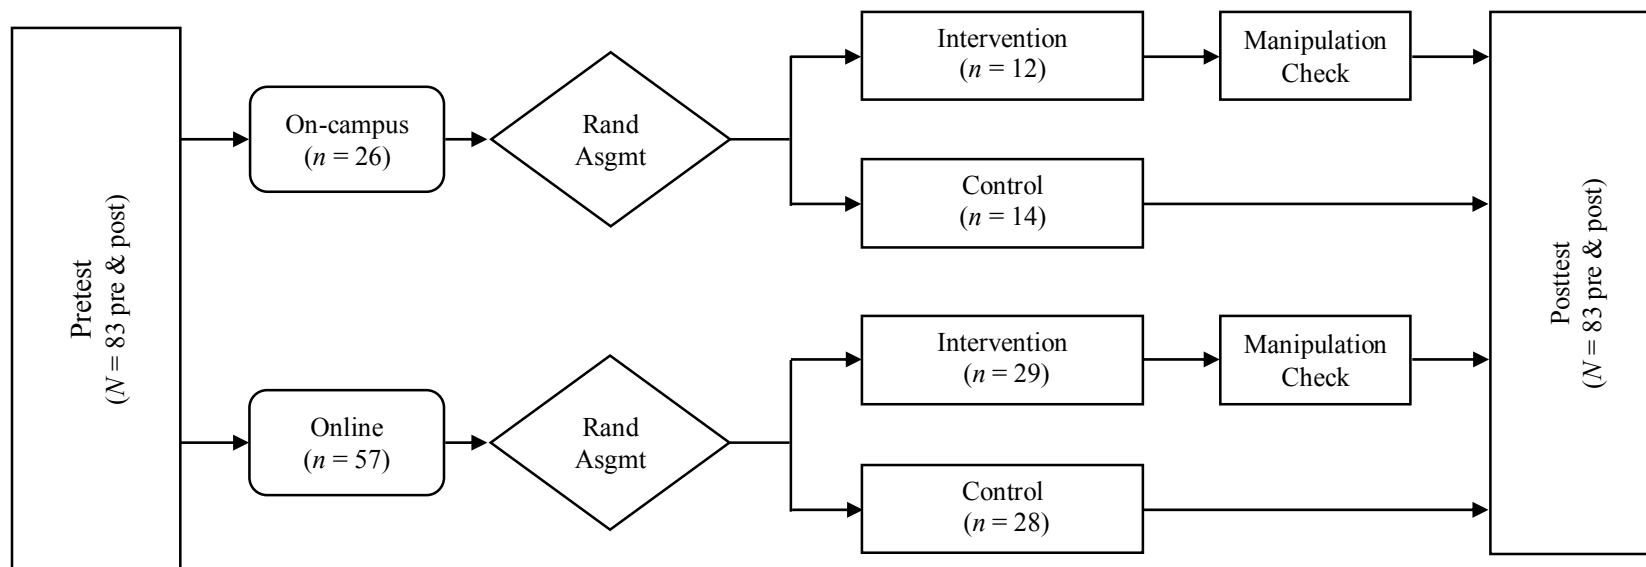 Pretest
(N = 83 pre & post)
On-campus
(n = 26)
Rand
Asgmt
Intervention
(n = 12)
Manipulation
Check
Control
(n = 14)
Online
(n = 57)
Rand
Asgmt
Intervention
(n = 29)
Manipulation
Check
Control
(n = 28)
Posttest
(N = 83 pre & post)